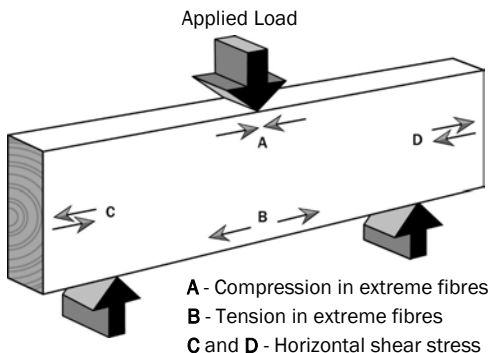 Applied Load
A
D
C
B
A - Compression in extreme fibres
B - Tension in extreme fibres
C and D - Horizontal shear stress